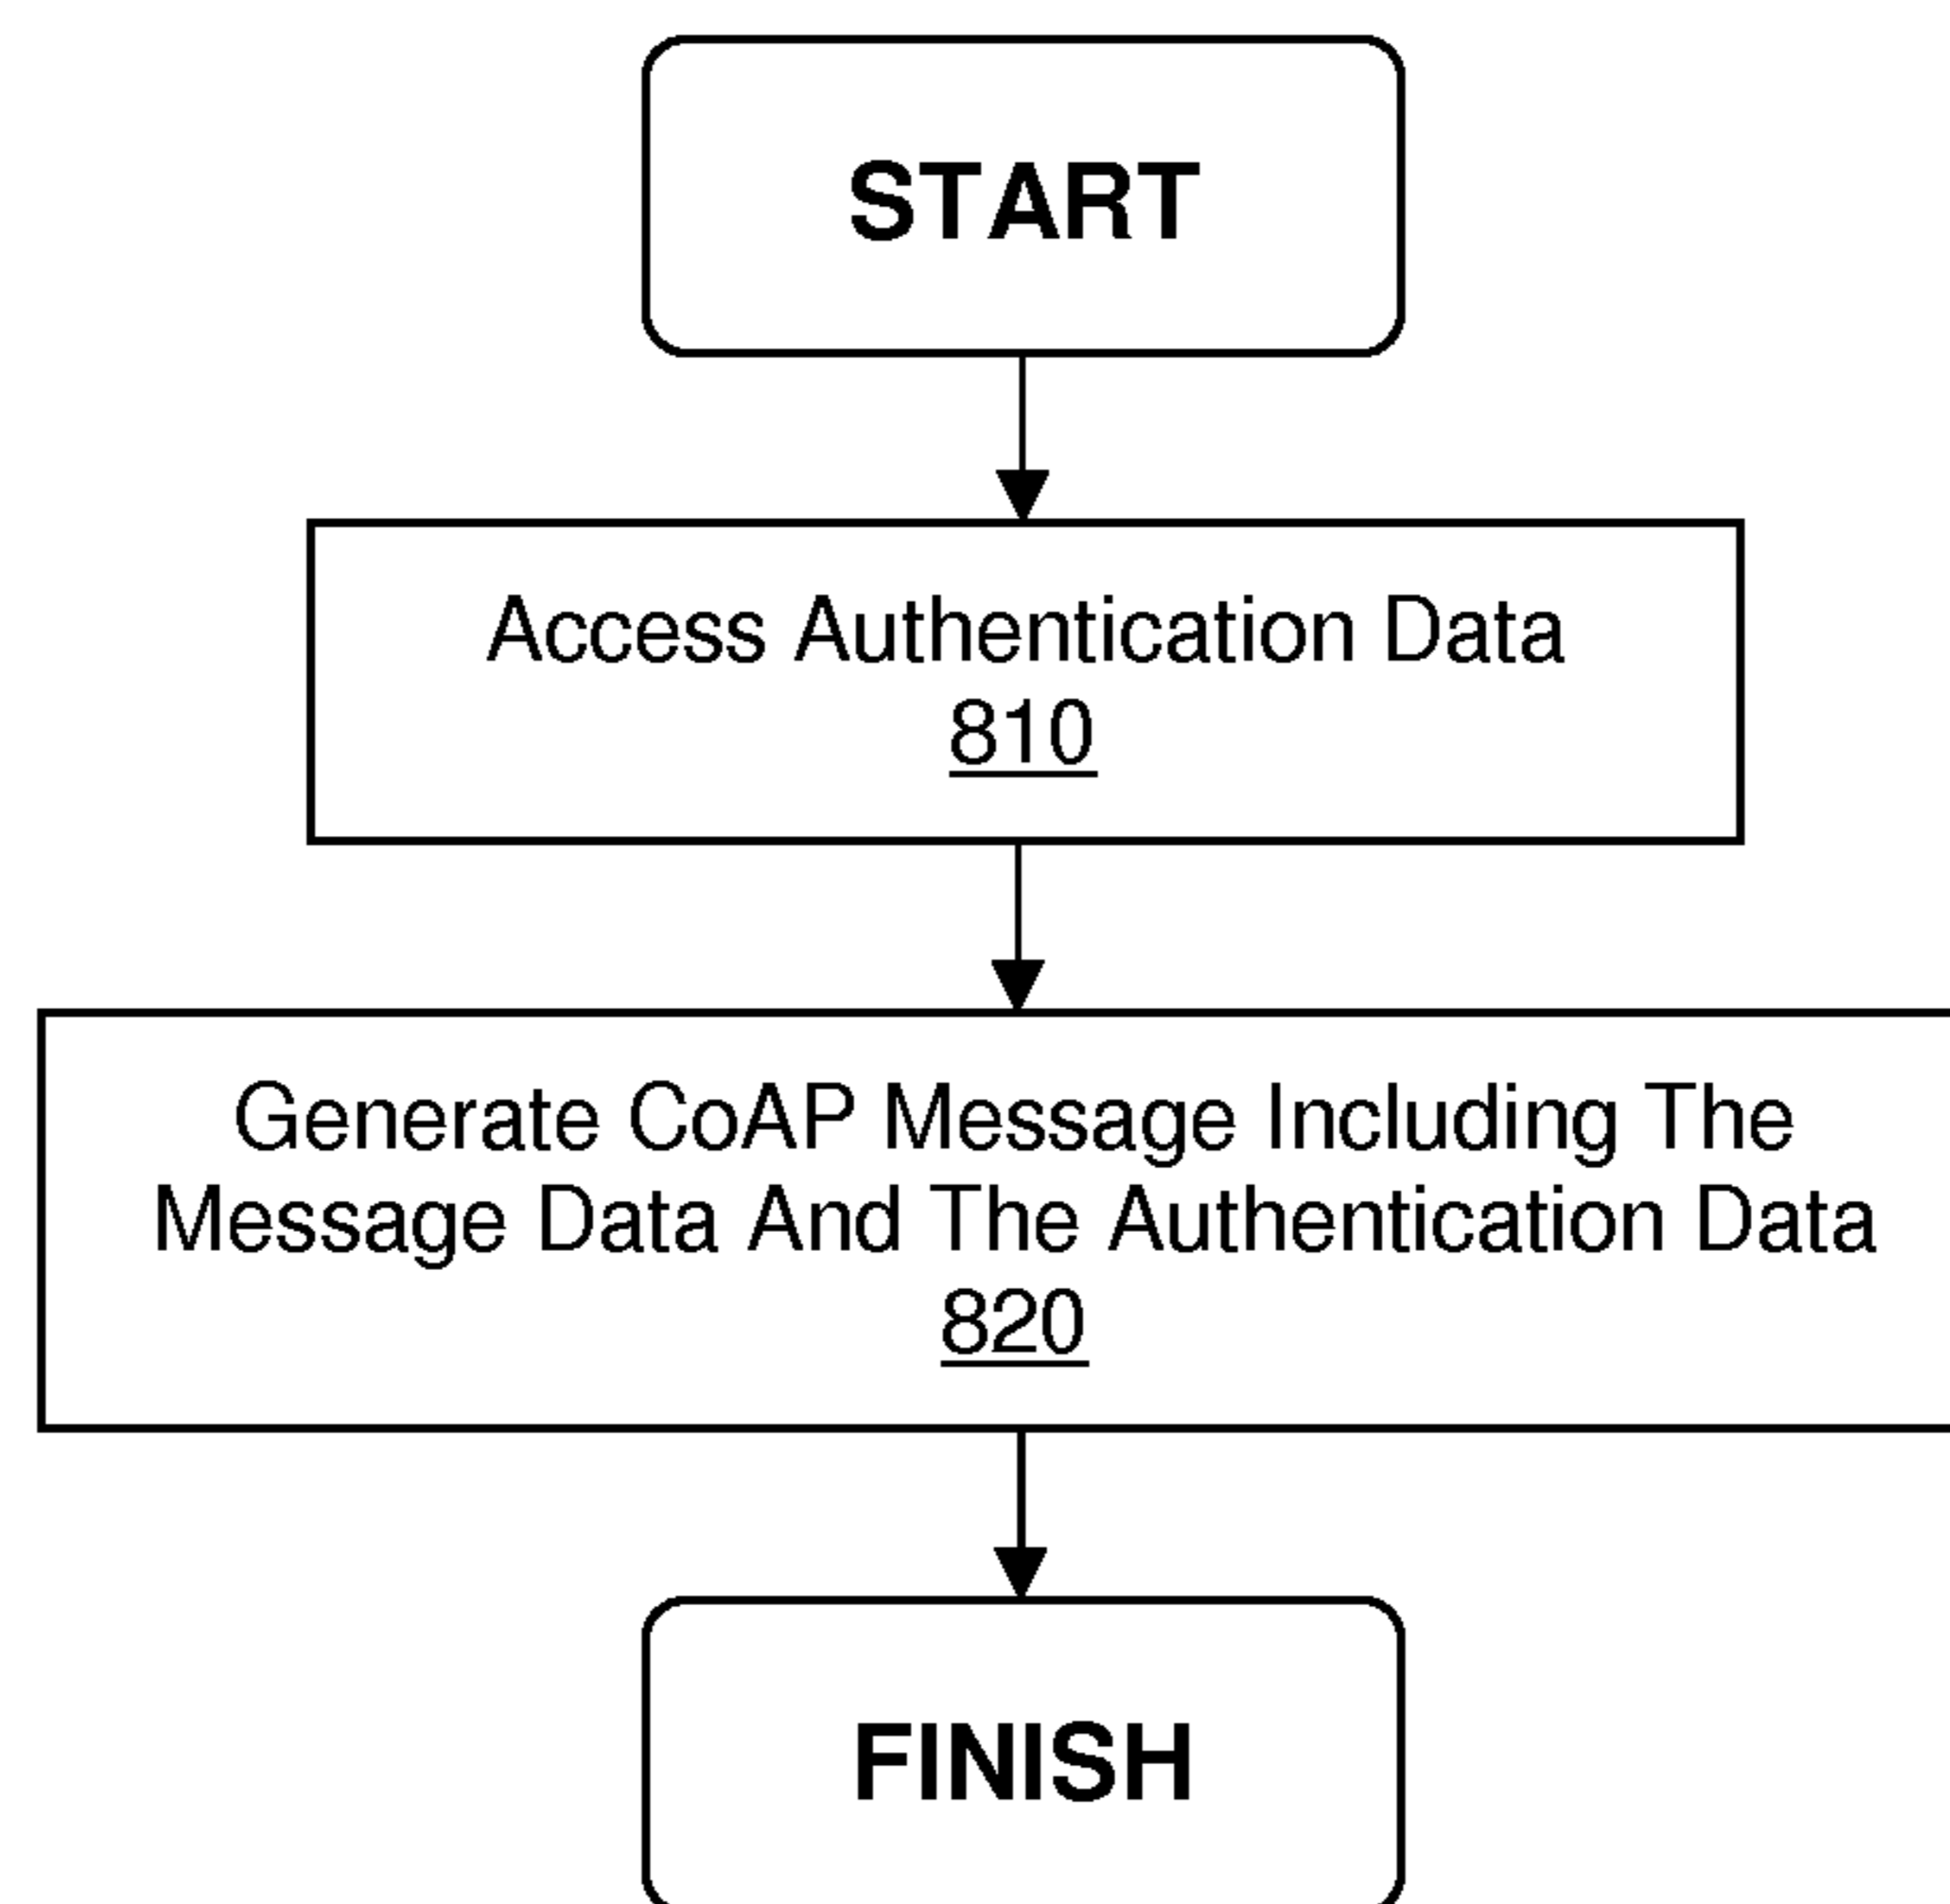 START
Access Authentication Data
810
Generate CoAP Message Including The
Message Data And The Authentication Data
820
FINISH